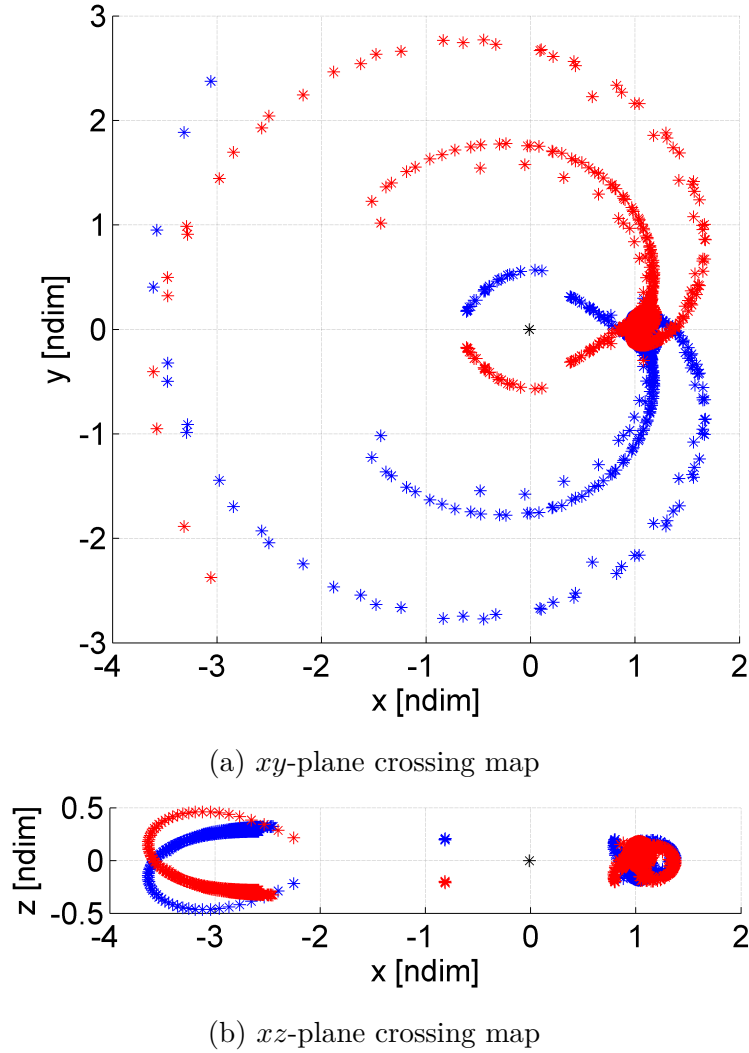 3
2
1
0
-1
-2
-3
y [ndim]
-4 -3 -2 -1 0 1 2
x [ndim]
(a) xy-plane crossing map
0.5
0
-0.5
z [ndim]
-4 -3 -2 -1 0 1 2
x [ndim]
(b) xz-plane crossing map